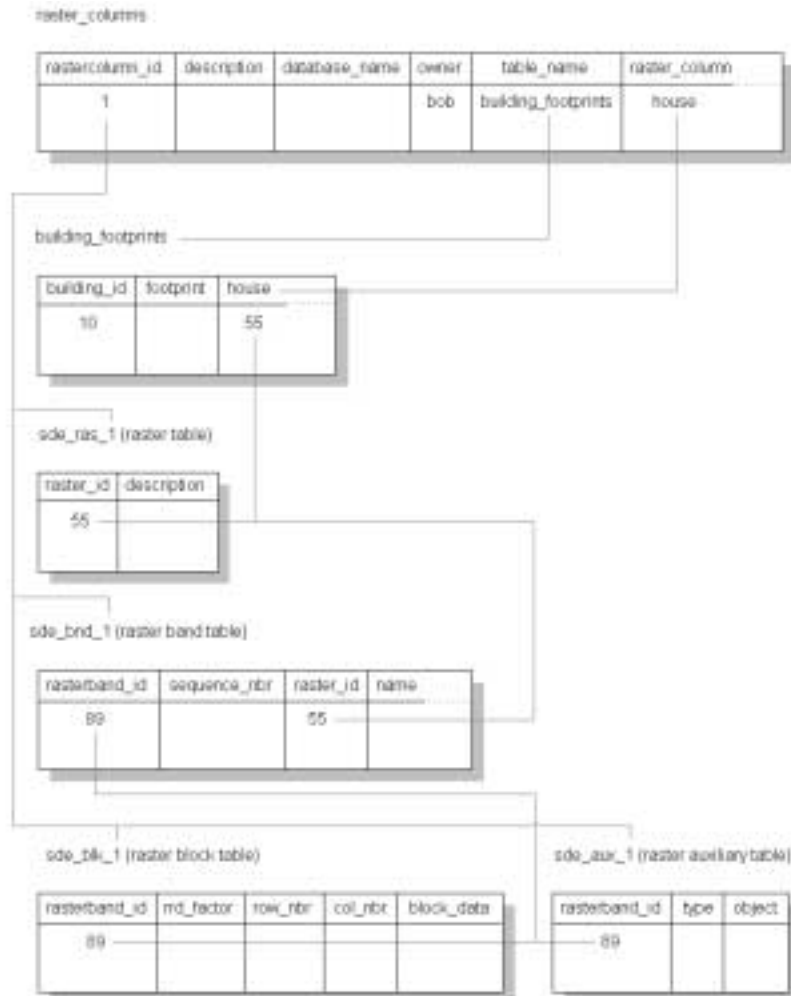 raster_columns
rastercolumn_id description database_name owner table_name raster_column
1 bob building_footprints house
building_footprints
building_id footprint house
10 55
sde_ras_1 (raster table)
raster_id description
55
sde_bnd_1 (raster band table)
rasterband_id sequence_nbr raster_id name
89 55
sde_blk_1 (raster block table)
sde_aux_1 (raster auxiliary table)
rasterband_id rrd_factor row_nbr col_nbr block_data
rasterband_id type object
89
89